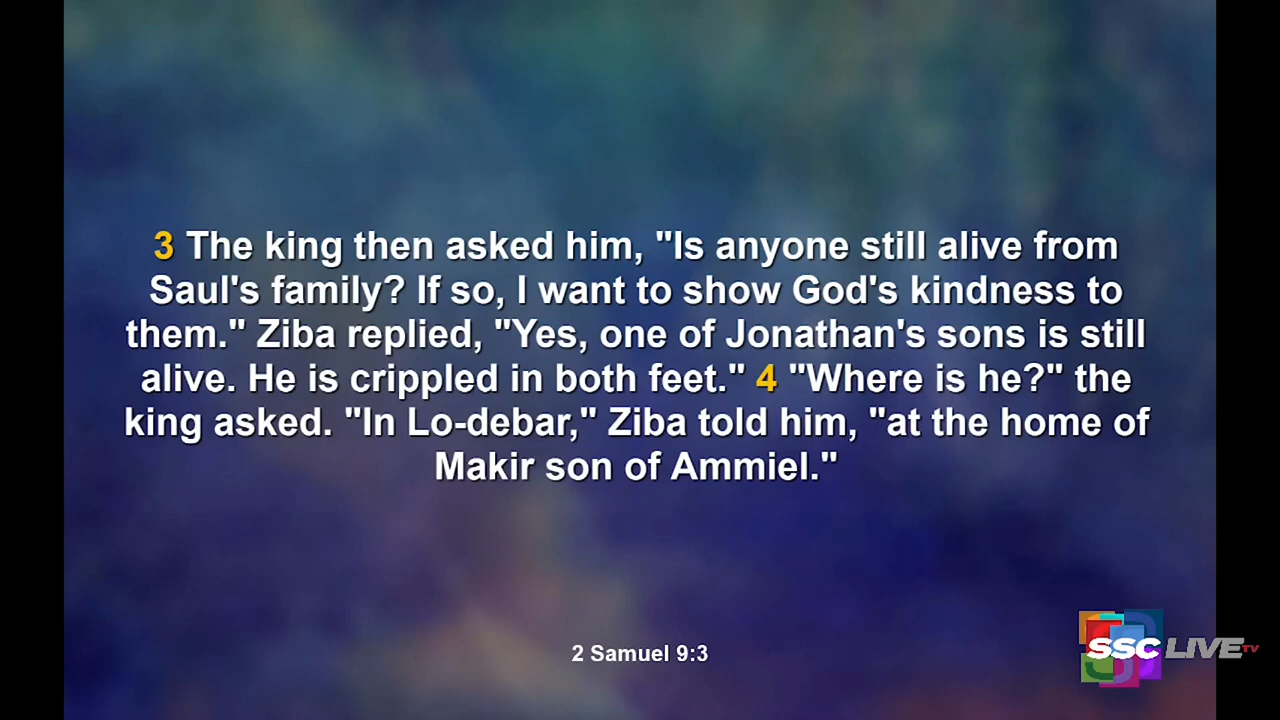 3 The king then asked him, "Is anyone still alive from
Saul's family? If so, I want to show God's kindness to
them." Ziba replied, "Yes, one of Jonathan's sons is still
alive. He is crippled in both feet." 4 "Where is he?" the
king asked. "In Lo-debar," Ziba told him, "at the home of
Makir son of Ammiel."
2 Samuel 9:3
SSC LIVE TV